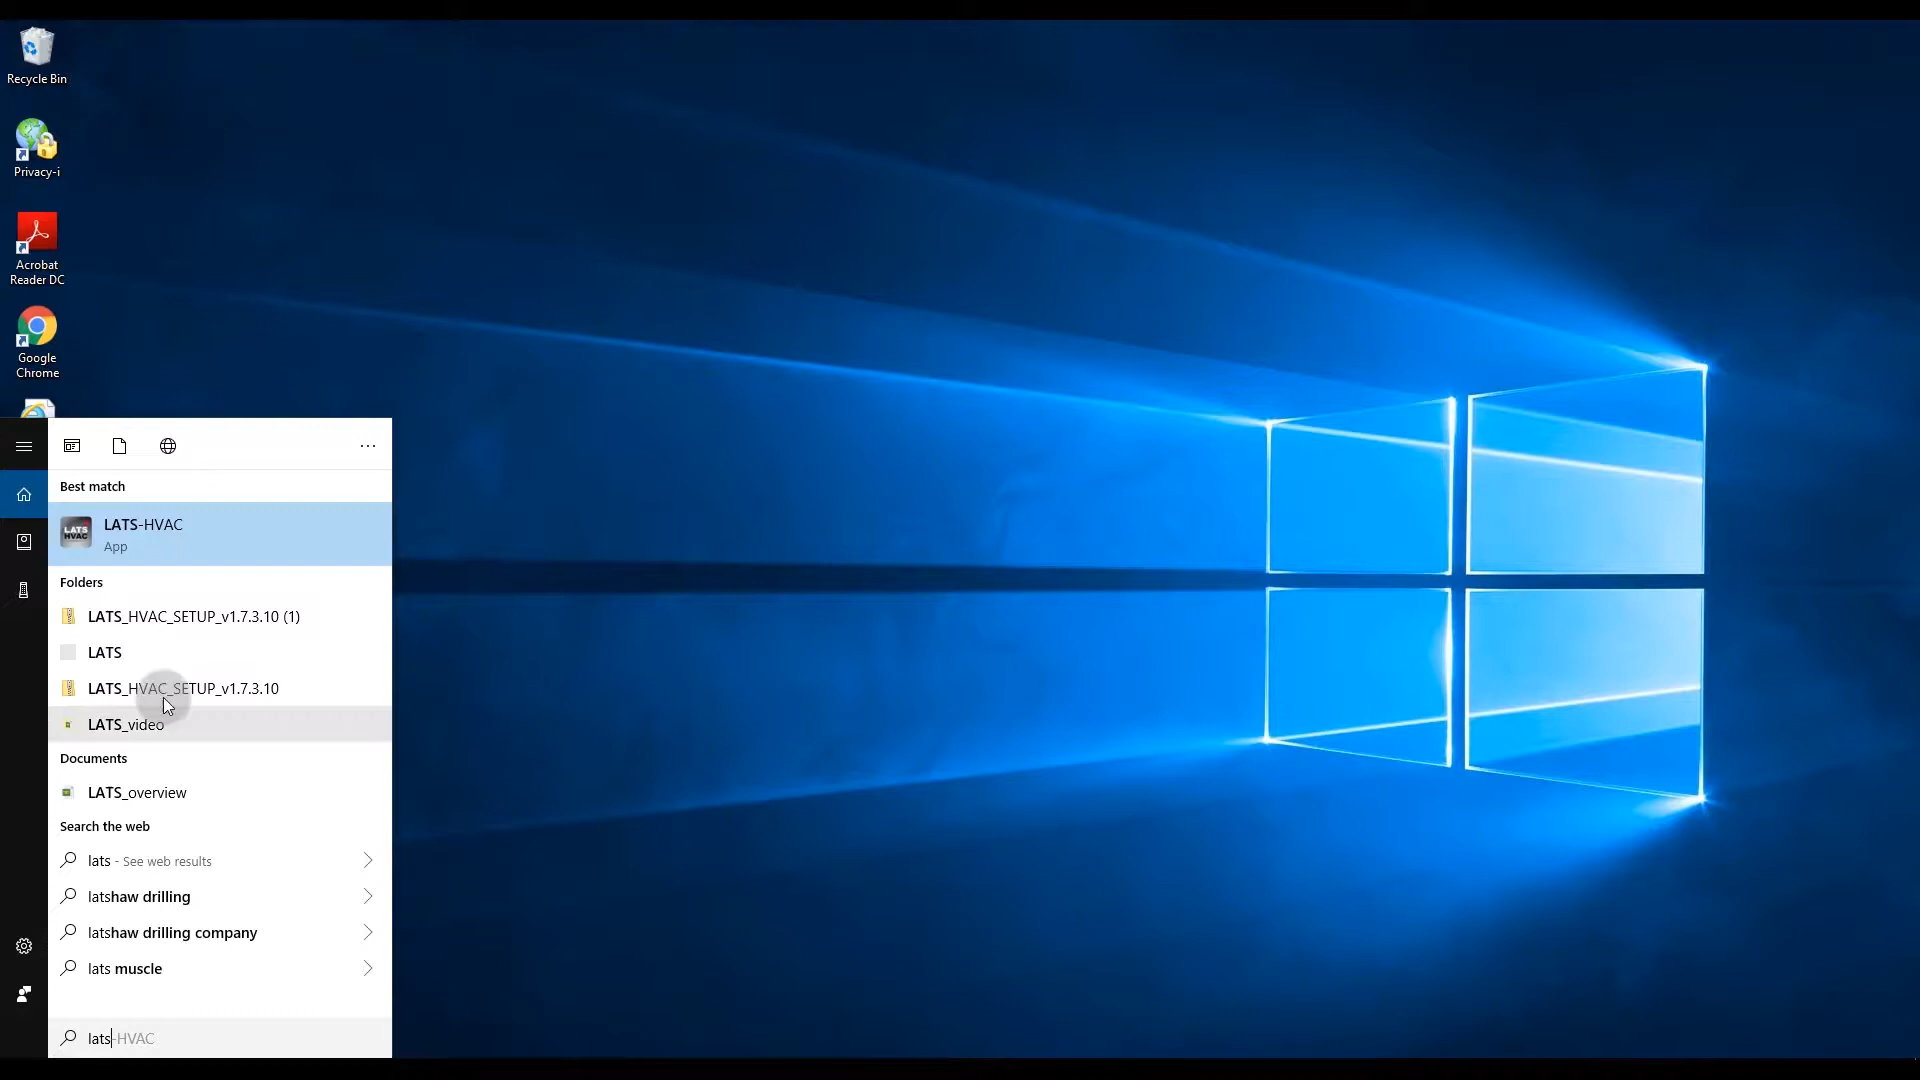 Recycle Bin
Privacy-i
Acrobat
Reader DC
Google
Chrome
Best match
LATS HVAC
LATS-HVAC
App
Folders
LATS_HVAC_SETUP_v1.7.3.10 (1)
LATS
LATS_HVAC_SETUP_v1.7.3.10
LATS_video
Documents
LATS_overview
Search the web
lats - See web results
latshaw drilling
latshaw drilling company
lats muscle
lats-HVAC